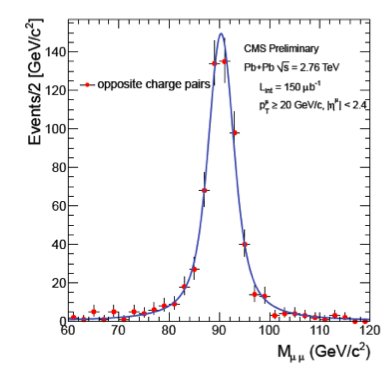 Events/2 [GeV/c²]
140
120
100
80
60
40
20
0
CMS Preliminary
Pb+Pb √s = 2.76 TeV
L_int = 150 μb⁻¹
p_T^μ ≥ 20 GeV/c, |η^μ| < 2.4
opposite charge pairs
60 70 80 90 100 110 120
M_μμ (GeV/c²)